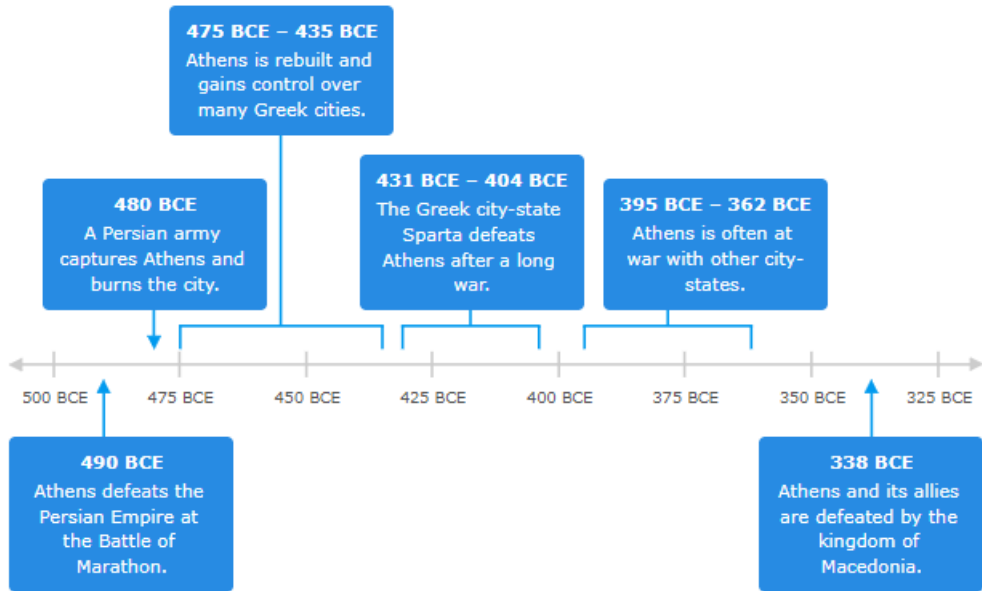 475 BCE – 435 BCE
Athens is rebuilt and
gains control over
many Greek cities.
480 BCE
A Persian army
captures Athens and
burns the city.
431 BCE – 404 BCE
The Greek city-state
Sparta defeats
Athens after a long
war.
395 BCE – 362 BCE
Athens is often at
war with other city-
states.
500 BCE
475 BCE
450 BCE
425 BCE
400 BCE
375 BCE
350 BCE
325 BCE
490 BCE
Athens defeats the
Persian Empire at
the Battle of
Marathon.
338 BCE
Athens and its allies
are defeated by the
kingdom of
Macedonia.